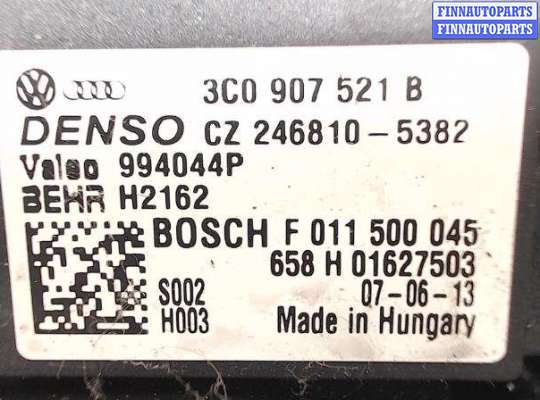 FINNAUTOPARTS
FINNAUTOPARTS
3C0 907 521 B
DENSO CZ 246810-5382
Valeo 994044P
BEHR H2162
BOSCH F 011 500 045
658 H 01627503
S002 07-06-13
H003 Made in Hungary